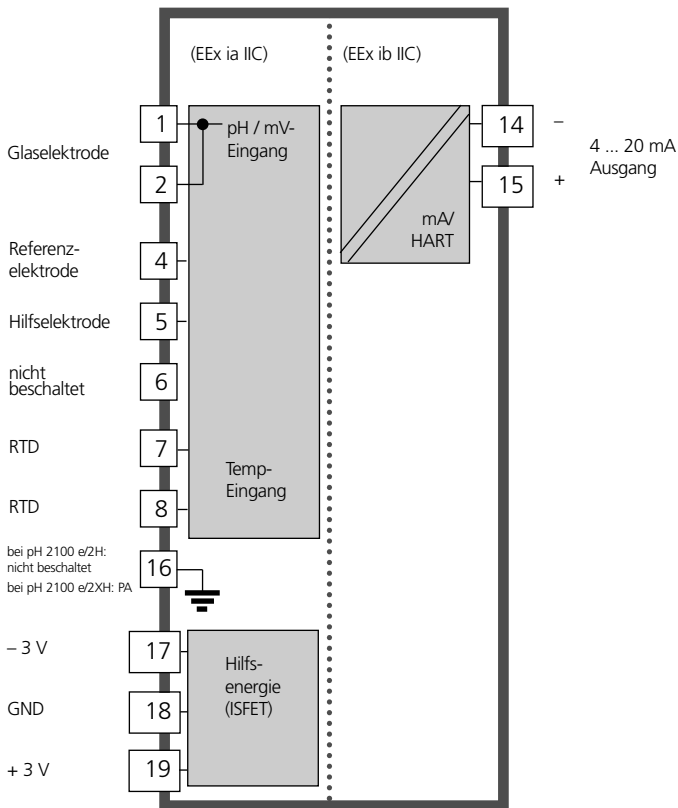 (EEx ia IIC)
(EEx ib IIC)
Glaselektrode
1
2
pH / mV-
Eingang
mA/
HART
14
–
15
+
4 ... 20 mA
Ausgang
Referenz-
elektrode
4
Hilfselektrode
5
nicht
beschaltet
6
RTD
7
RTD
8
Temp-
Eingang
bei pH 2100 e/2H:
nicht beschaltet
bei pH 2100 e/2XH: PA
16
– 3 V
17
GND
18
+ 3 V
19
Hilfs-
energie
(ISFET)